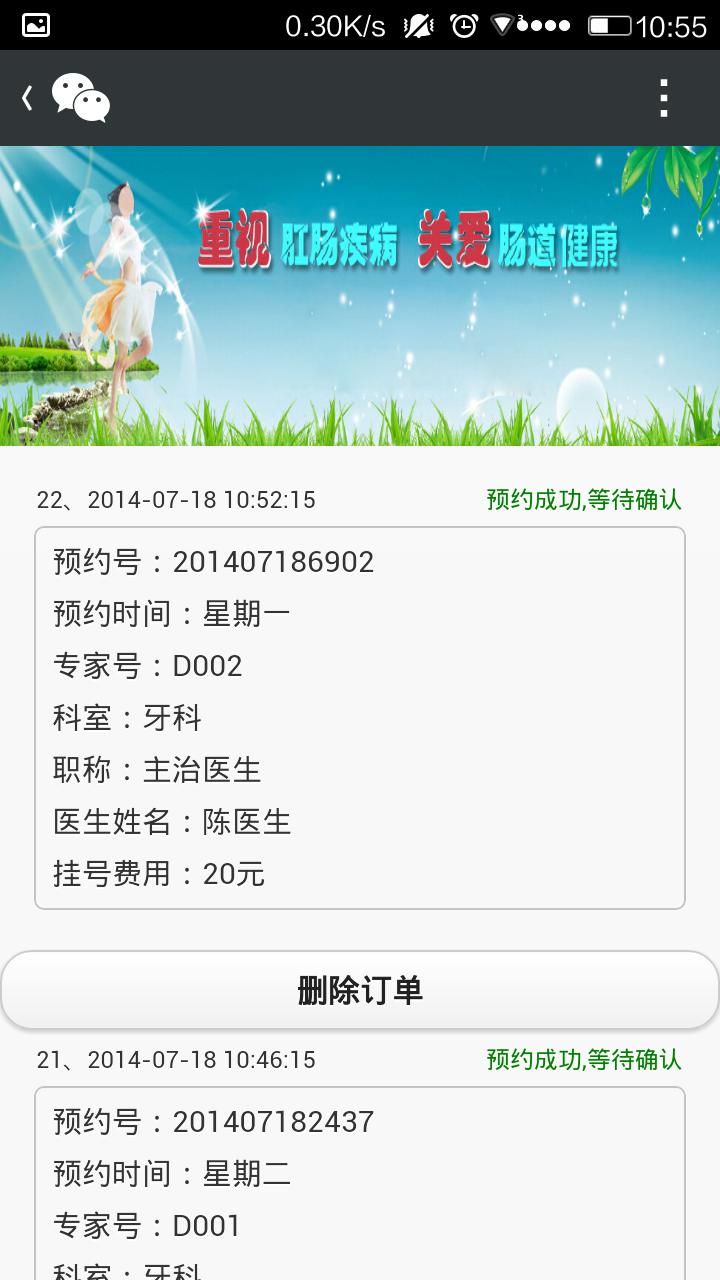 0.30K/s 3 10:55
重视 肛肠疾病 关爱 肠道健康
22、2014-07-18 10:52:15 预约成功,等待确认
预约号：201407186902
预约时间：星期一
专家号：D002
科室：牙科
职称：主治医生
医生姓名：陈医生
挂号费用：20元
删除订单
21、2014-07-18 10:46:15 预约成功,等待确认
预约号：201407182437
预约时间：星期二
专家号：D001
科室：牙科